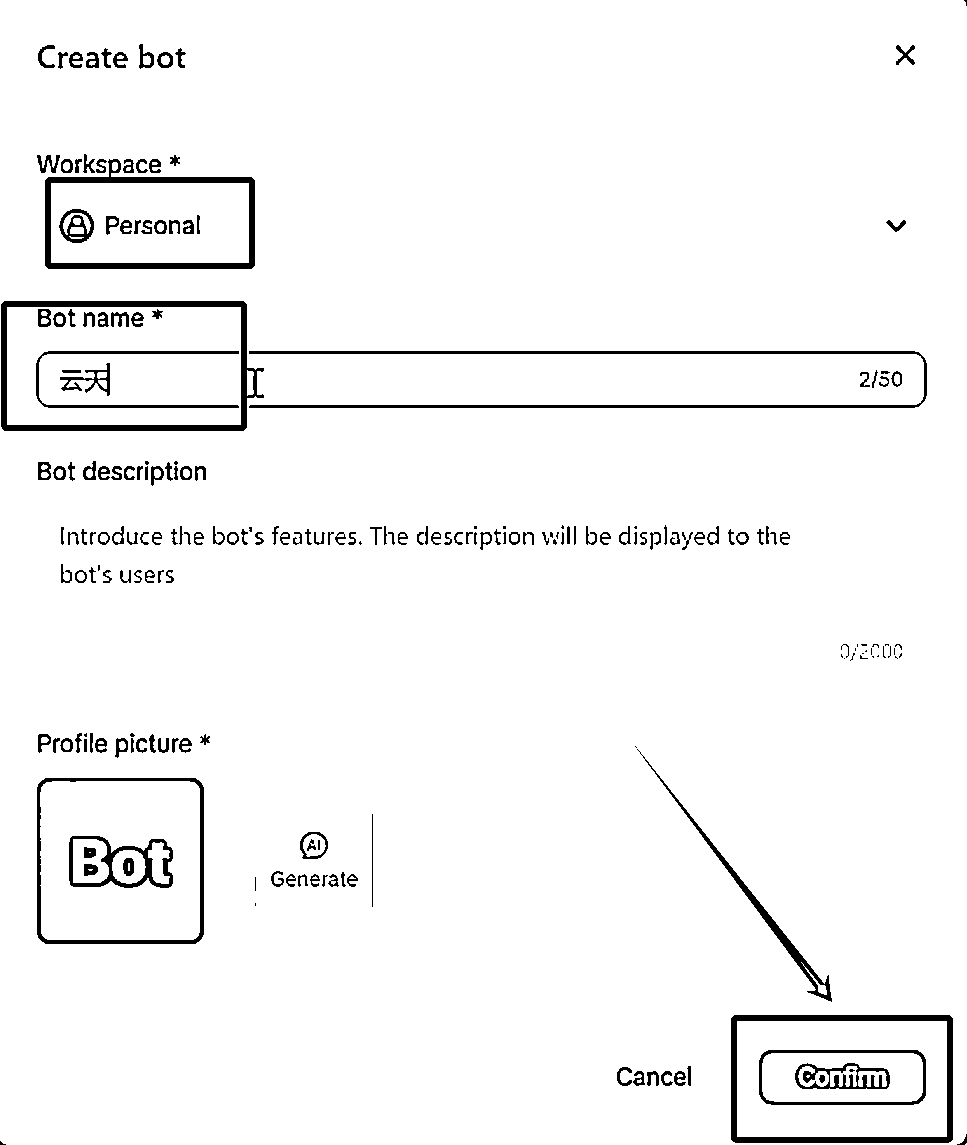 Create bot
Workspace *
Personal
Bot name *
云天
2/50
Bot description
Introduce the bot's features. The description will be displayed to the
bot's users
0/2000
Profile picture *
Bot
AI
Generate
Cancel
Confirm